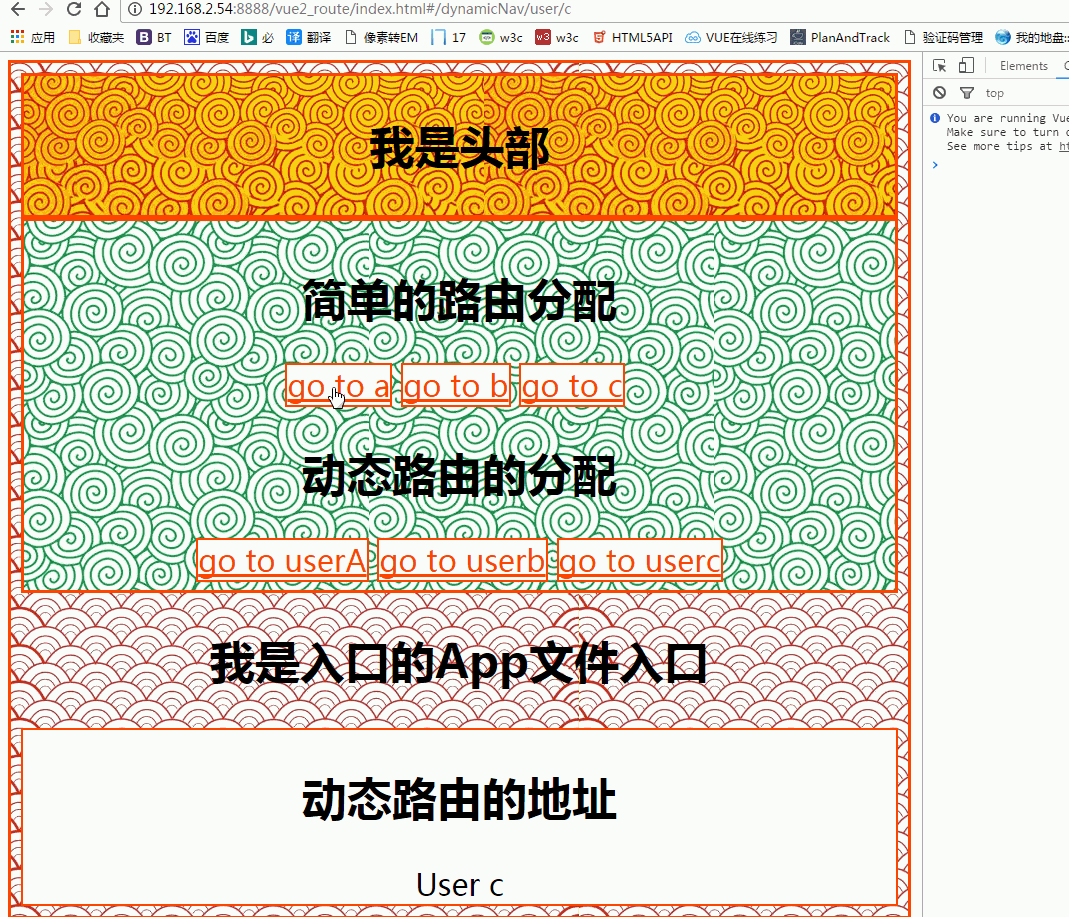 192.168.2.54:8888/vue2_route/index.html#/dynamicNav/user/c
应用 收藏夹 B BT 百度 必 译 翻译 像素转EM 17 w3c w3 w3c HTML5API VUE在线练习 PlanAndTrack 验证码管理 我的地盘::
Elements
top
You are running Vue
Make sure to turn o
See more tips at
我是头部
简单的路由分配
go to a go to b go to c
动态路由的分配
go to userA go to userb go to userc
我是入口的App文件入口
动态路由的地址
User c